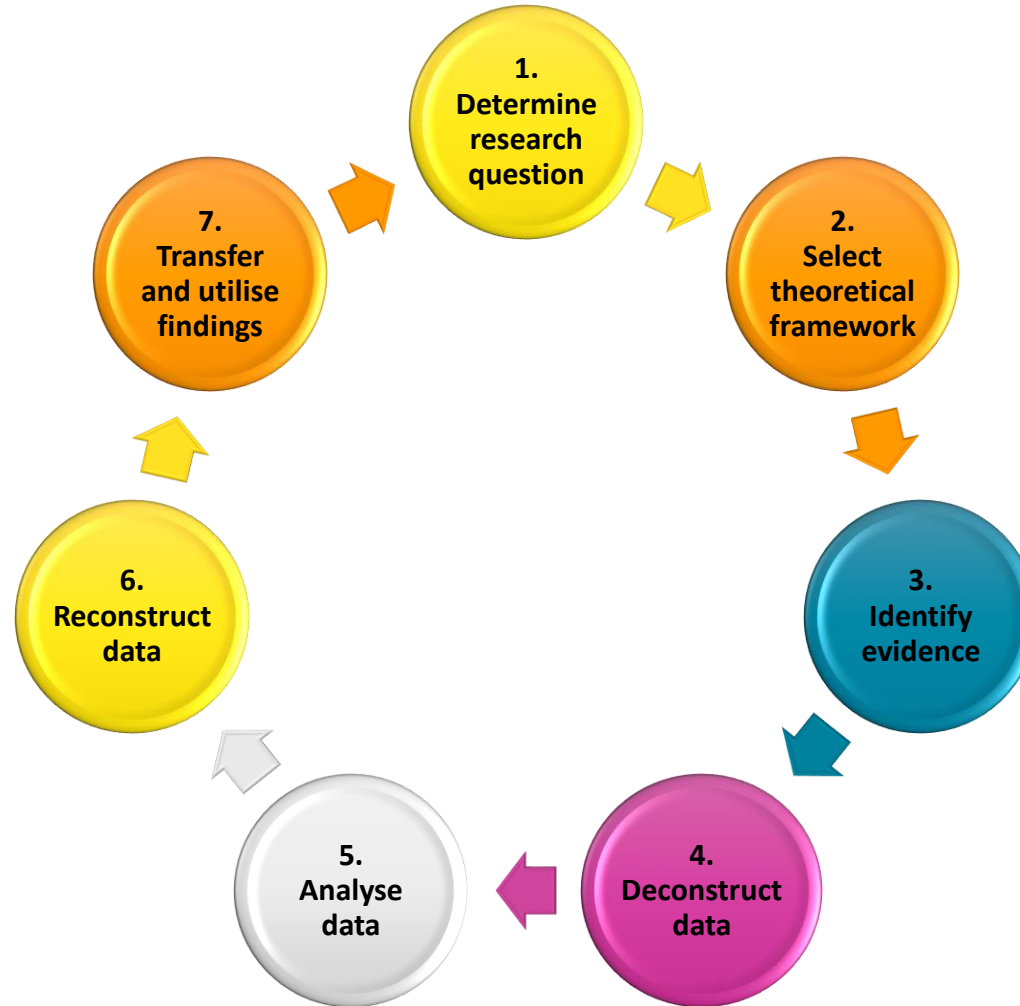 1.
Determine
research
question
2.
Select
theoretical
framework
3.
Identify
evidence
4.
Deconstruct
data
5.
Analyse
data
6.
Reconstruct
data
7.
Transfer
and utilise
findings